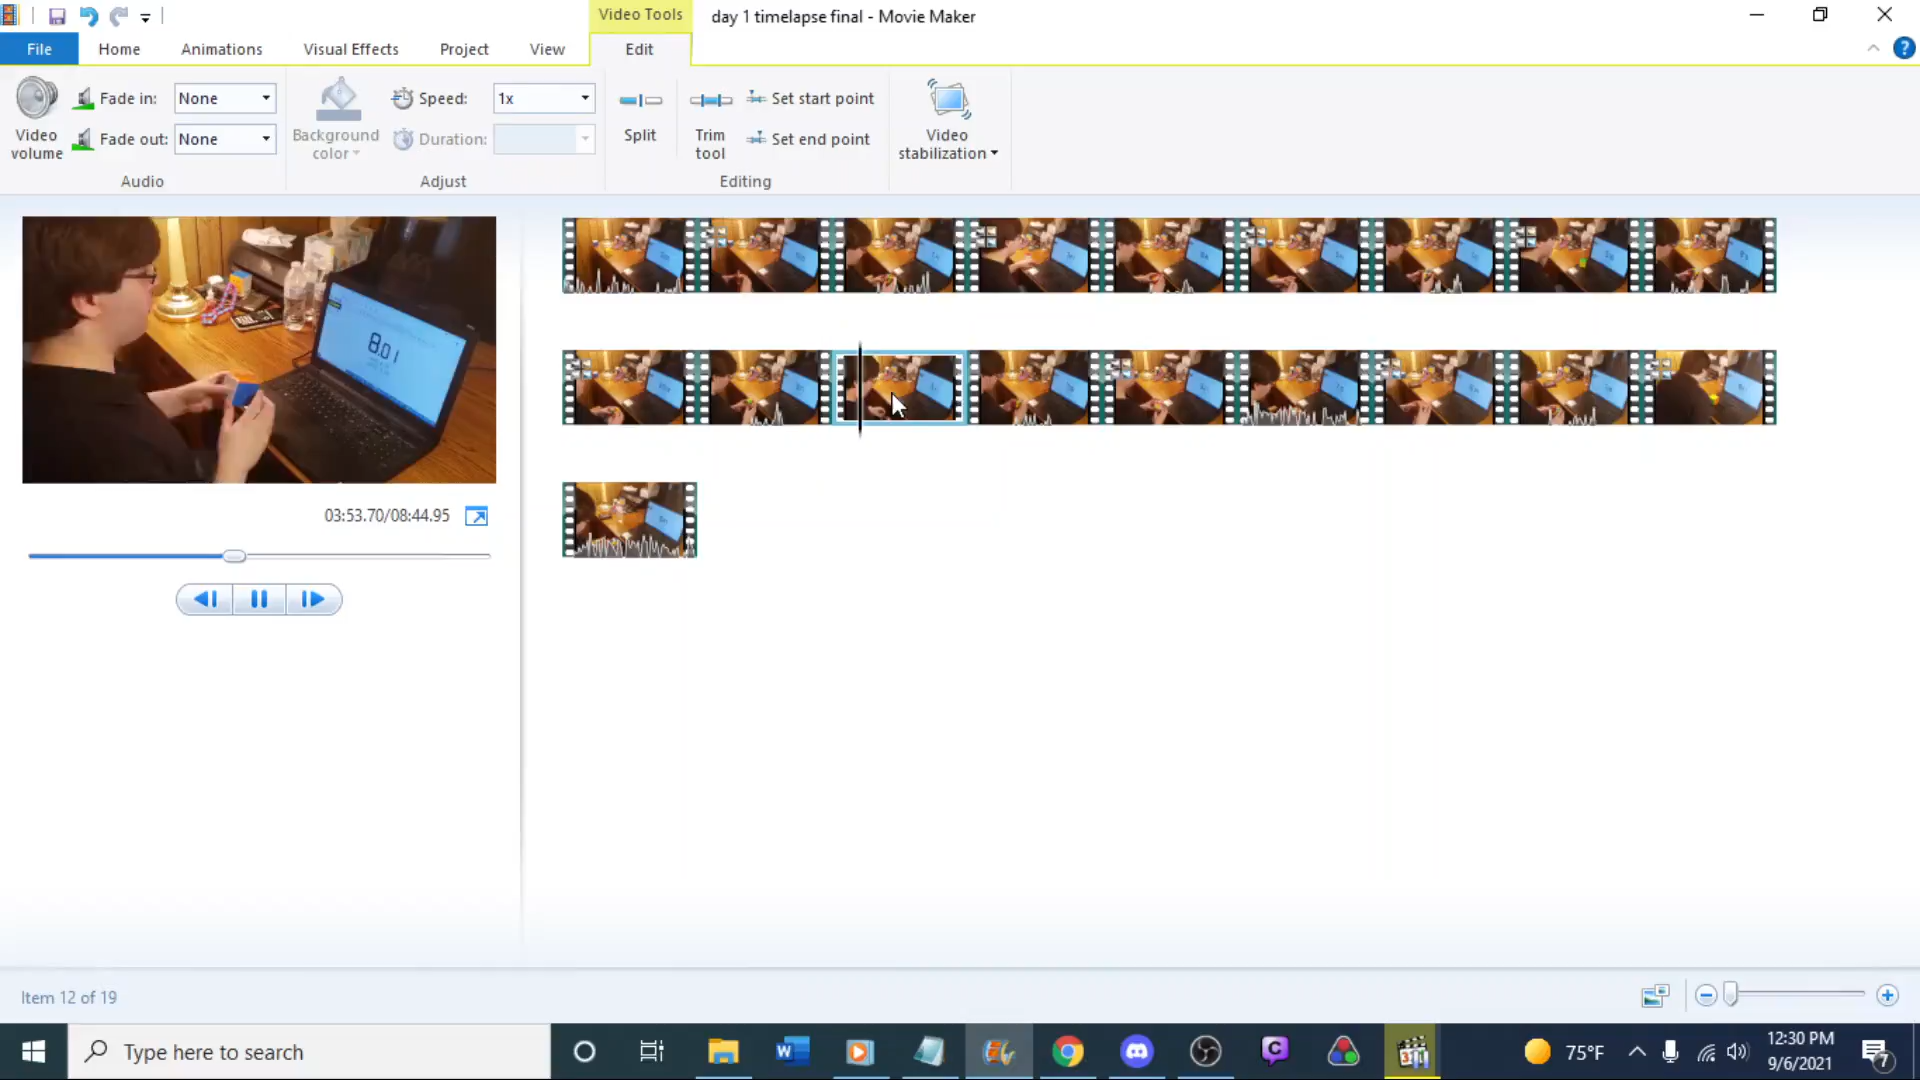 Video Tools
day 1 timelapse final - Movie Maker
File
Home
Animations
Visual Effects
Project
View
Edit
Video
volume
Fade in:
None
Fade out:
None
Audio
Background
color
Speed:
1x
Duration:
Adjust
Split
Trim
tool
Set start point
Set end point
Editing
Video
stabilization
8.01
03:53.70/08:44.95
Item 12 of 19
Type here to search
75°F
12:30 PM
9/6/2021
7